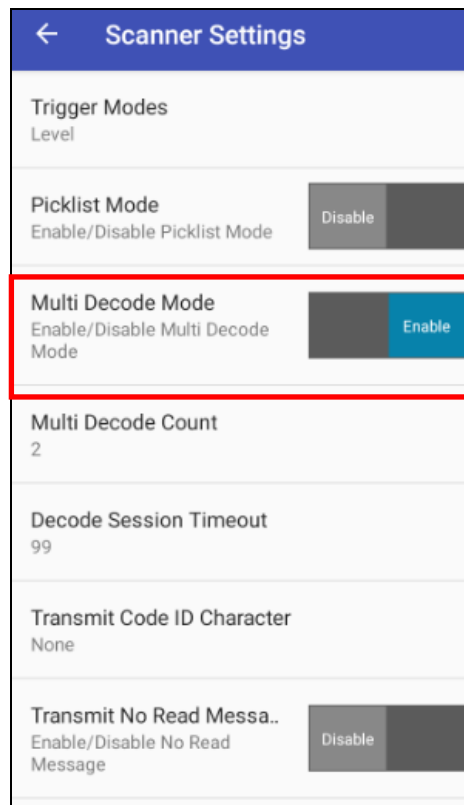 Scanner Settings
Trigger Modes
Level
Picklist Mode
Enable/Disable Picklist Mode
Disable
Multi Decode Mode
Enable/Disable Multi Decode
Mode
Enable
Multi Decode Count
2
Decode Session Timeout
99
Transmit Code ID Character
None
Transmit No Read Messa..
Enable/Disable No Read
Message
Disable